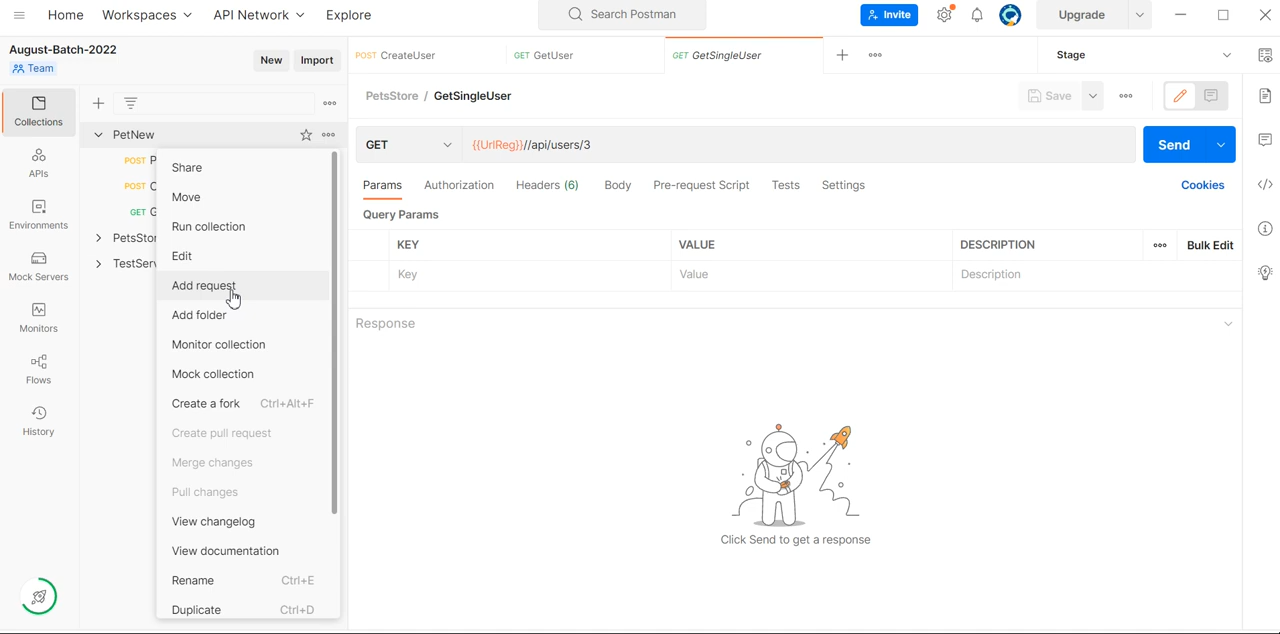 Home Workspaces API Network Explore Search Postman Invite Upgrade
August-Batch-2022
Team
New Import
POST CreateUser GET GetUser GET GetSingleUser Stage
PetsStore / GetSingleUser Save
Collections
APIs
Environments
Mock Servers
Monitors
Flows
History
PetNew
POST P
POST
GET
PetsStor
TestServ
Share
Move
Run collection
Edit
Add request
Add folder
Monitor collection
Mock collection
Create a fork Ctrl+Alt+F
Create pull request
Merge changes
Pull changes
View changelog
View documentation
Rename Ctrl+E
Duplicate Ctrl+D
GET {{UrlReg}}//api/users/3 Send
Params Authorization Headers (6) Body Pre-request Script Tests Settings Cookies
Query Params
KEY VALUE DESCRIPTION Bulk Edit
Key Value Description
Response
Click Send to get a response